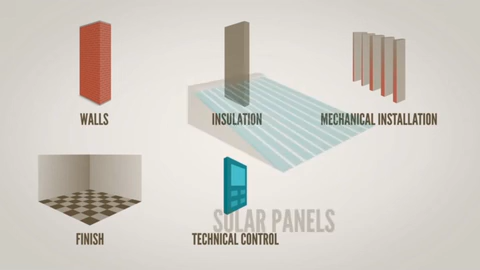 WALLS
INSULATION
MECHANICAL INSTALLATION
FINISH
TECHNICAL CONTROL
SOLAR PANELS